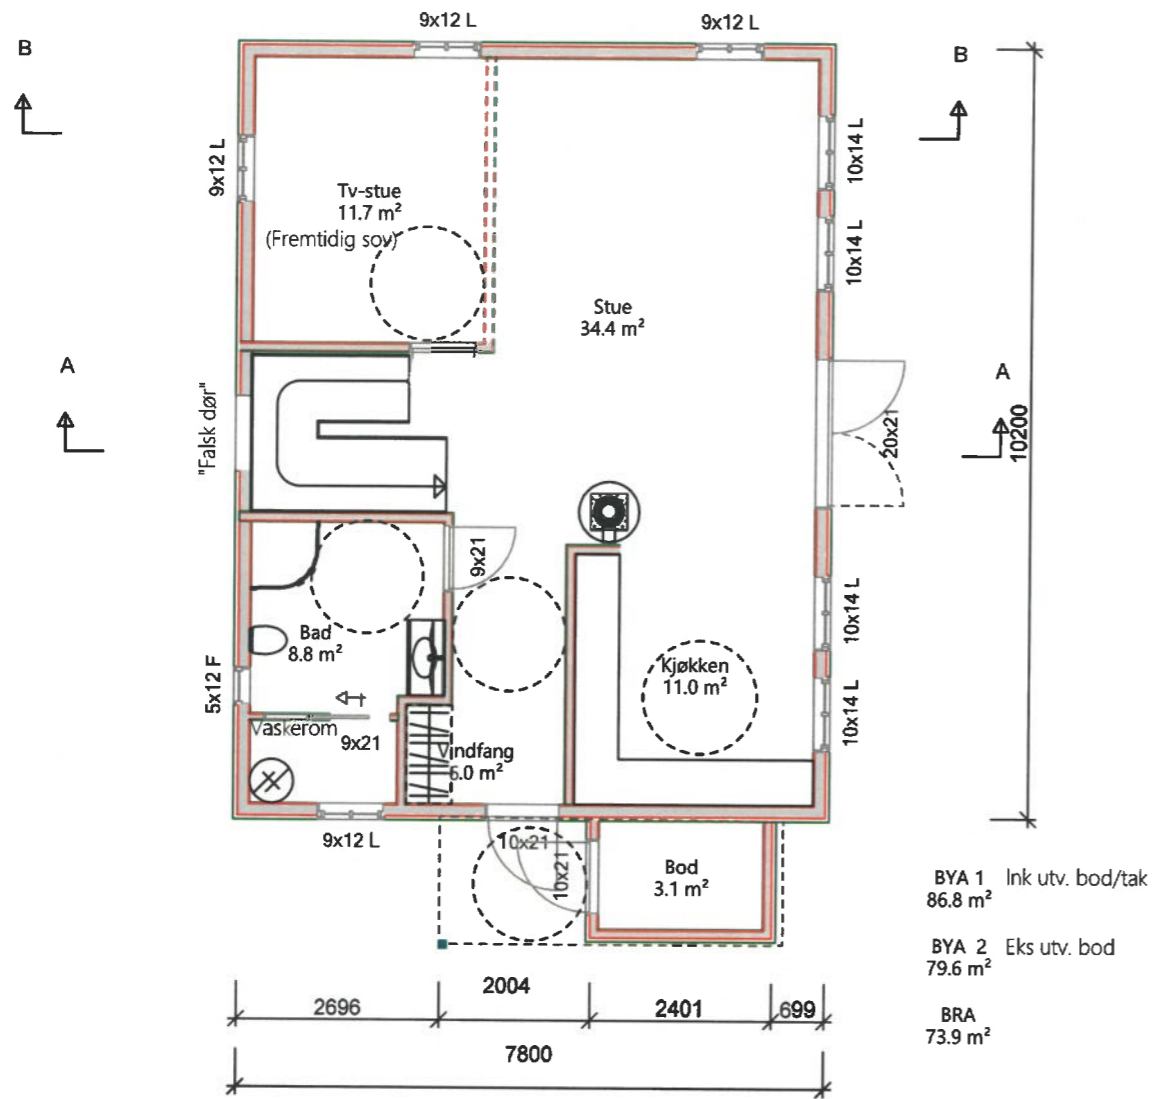 9x12 L
9x12 L
B
B
10x14 L
9x12 L
Tv-stue
11.7 m²
(Fremtidig sov)
10x14 L
Stue
34.4 m²
A
A
"Falsk dør"
20x21
10200
9x21
10x14 L
Bad
8.8 m²
Kjøkken
11.0 m²
5x12 F
10x14 L
Vaskerom
9x21
Vindfang
6.0 m²
9x12 L
10x21
10x21
Bod
3.1 m²
BYA 1 Ink utv. bod/tak
86.8 m²
BYA 2 Eks utv. bod
79.6 m²
BRA
73.9 m²
2696
2004
2401
699
7800